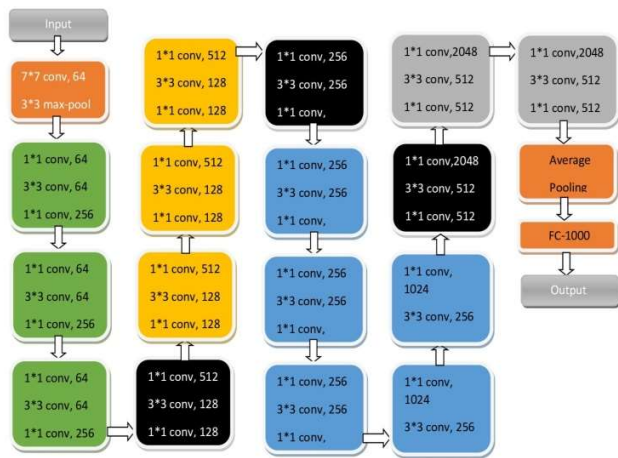 Input
7*7 conv, 64
3*3 max-pool
1*1 conv, 64
3*3 conv, 64
1*1 conv, 256
1*1 conv, 64
3*3 conv, 64
1*1 conv, 256
1*1 conv, 64
3*3 conv, 64
1*1 conv, 256
1*1 conv, 512
3*3 conv, 128
1*1 conv, 128
1*1 conv, 512
3*3 conv, 128
1*1 conv, 128
1*1 conv, 512
3*3 conv, 128
1*1 conv, 128
1*1 conv, 512
3*3 conv, 128
1*1 conv, 128
1*1 conv, 256
3*3 conv, 256
1*1 conv,
1*1 conv, 256
3*3 conv, 256
1*1 conv,
1*1 conv, 256
3*3 conv, 256
1*1 conv,
1*1 conv, 256
3*3 conv, 256
1*1 conv,
1*1 conv,
1024
3*3 conv, 256
1*1 conv,
1024
3*3 conv, 256
1*1 conv,2048
3*3 conv, 512
1*1 conv, 512
1*1 conv,2048
3*3 conv, 512
1*1 conv, 512
1*1 conv,2048
3*3 conv, 512
1*1 conv, 512
Average
Pooling
FC-1000
Output